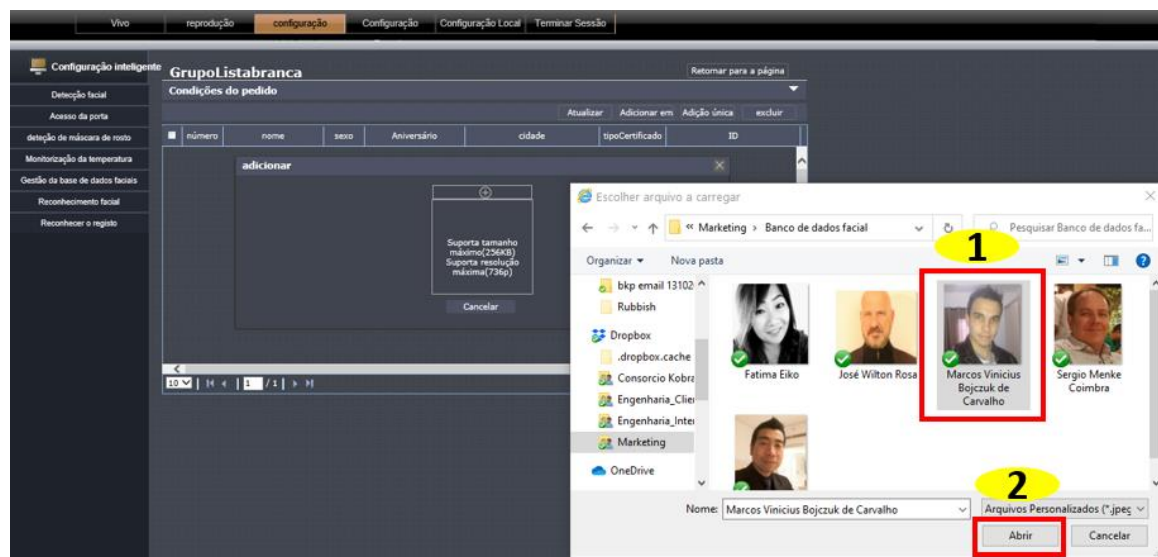 Vivo reprodução configuração Configuração Configuração Local Terminar Sessão
Configuração inteligente
Detecção facial
Acesso da porta
deteção de máscara de rosto
Monitorização da temperatura
Gestão da base de dados faciais
Reconhecimento facial
Reconhecer o registo
GrupoListabranca Retornar para a página
Condições do pedido
Atualizar Adicionar em Adição única excluir
número nome sexo Aniversário cidade tipoCertificado ID
adicionar
Suporta tamanho
máximo(256KB)
Suporta resolução
máxima(736p)
Cancelar
10 1 /1
Escolher arquivo a carregar
« Marketing > Banco de dados facial
Pesquisar Banco de dados fa...
1
Organizar Nova pasta
bkp email 13102
Rubbish
Dropbox
.dropbox.cache
Consorcio Kobra
Engenharia_Clier
Engenharia_Inter
Marketing
OneDrive
Fatima Eiko
José Wilton Rosa
Marcos Vinicius
Bojczuk de
Carvalho
Sergio Menke
Coimbra
2
Nome: Marcos Vinicius Bojczuk de Carvalho Arquivos Personalizados (*.jpeg
Abrir Cancelar